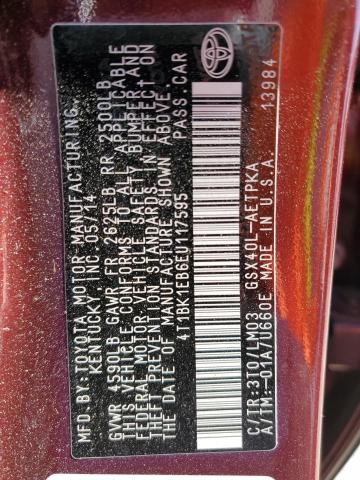 MFD. BY: TOYOTA MOTOR MANUFACTURING,
KENTUCKY, INC. 05/14
GVWR 4590LB GAWR FR 2625LB RR 2500LB
THIS VEHICLE CONFORMS TO ALL APPLICABLE
FEDERAL MOTOR VEHICLE SAFETY, BUMPER, AND
THEFT PREVENTION STANDARDS IN EFFECT ON
THE DATE OF MANUFACTURE SHOWN ABOVE.
4T1BK1EB6EU117595 PASS. CAR
C/TR: 3T0/LM03 GSX40L-AETPKA
A/TM: -01A/U660E MADE IN U.S.A. 13984
TOYOTA